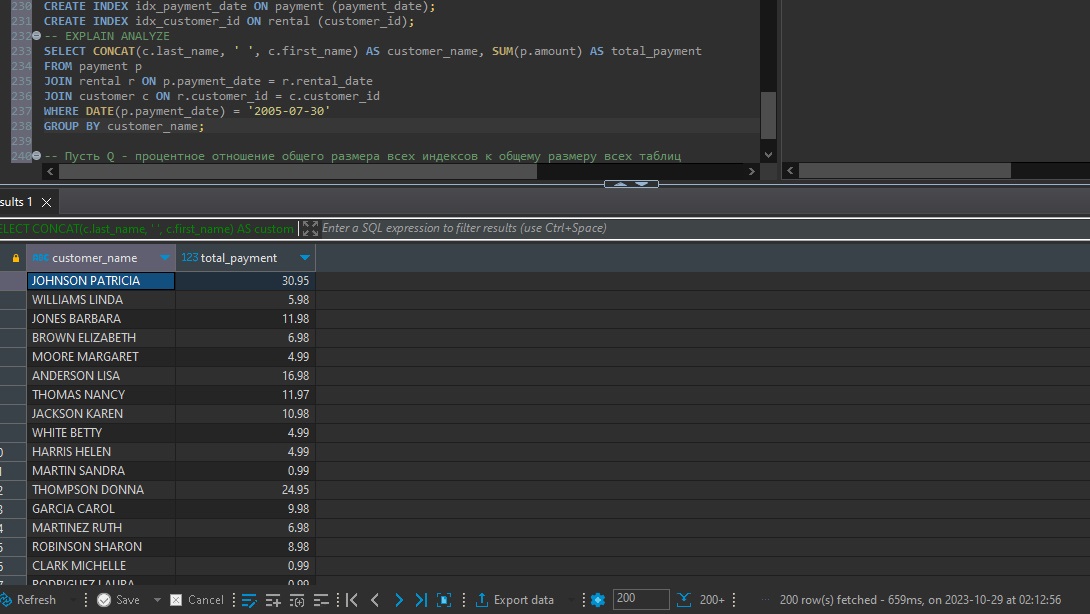 230 CREATE INDEX idx_payment_date ON payment (payment_date);
231 CREATE INDEX idx_customer_id ON rental (customer_id);
232 -- EXPLAIN ANALYZE
233 SELECT CONCAT(c.last_name, ' ', c.first_name) AS customer_name, SUM(p.amount) AS total_payment
234 FROM payment p
235 JOIN rental r ON p.payment_date = r.rental_date
236 JOIN customer c ON r.customer_id = c.customer_id
237 WHERE DATE(p.payment_date) = '2005-07-30'
238 GROUP BY customer_name;
239
240 -- Пусть Q - процентное отношение общего размера всех индексов к общему размеру всех таблиц
sults 1
ELECT CONCAT(c.last_name, ' ', c.first_name) AS custom Enter a SQL expression to filter results (use Ctrl+Space)
customer_name 123 total_payment
JOHNSON PATRICIA 30.95
WILLIAMS LINDA 5.98
JONES BARBARA 11.98
BROWN ELIZABETH 6.98
MOORE MARGARET 4.99
ANDERSON LISA 16.98
THOMAS NANCY 11.97
JACKSON KAREN 10.98
WHITE BETTY 4.99
0 HARRIS HELEN 4.99
1 MARTIN SANDRA 0.99
2 THOMPSON DONNA 24.95
3 GARCIA CAROL 9.98
4 MARTINEZ RUTH 6.98
5 ROBINSON SHARON 8.98
6 CLARK MICHELLE 0.99
7 RODRIGUEZ LAURA 0.99
Refresh Save Cancel Export data 200 200+ 200 row(s) fetched - 659ms, on 2023-10-29 at 02:12:56